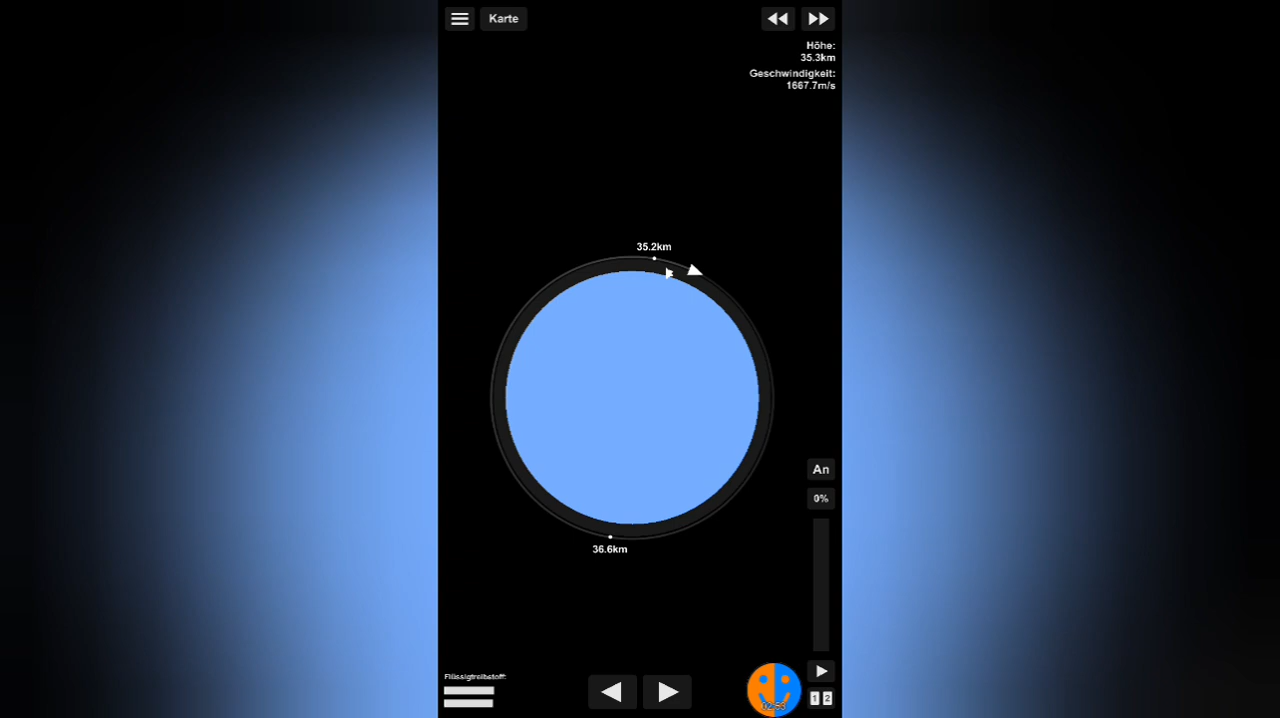 Karte
Höhe:
35.3km
Geschwindigkeit:
1667.7m/s
35.2km
36.6km
An
0%
Flüssigtreibstoff:
1 2